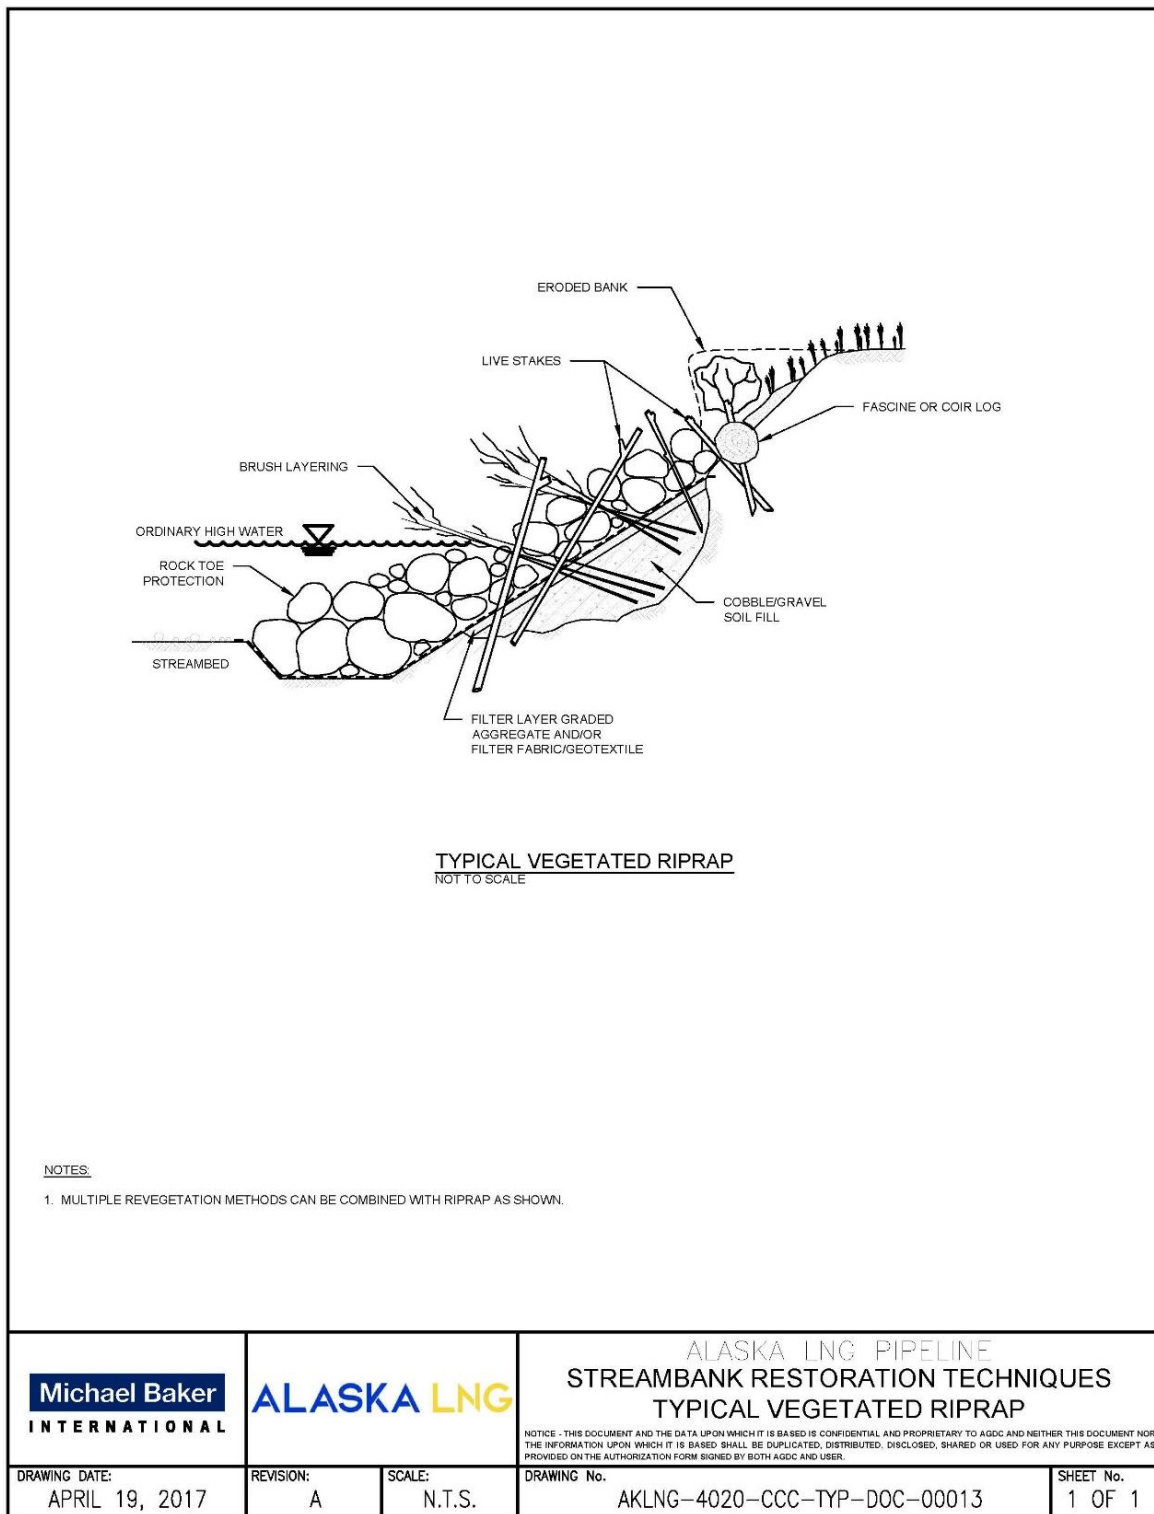 ERODED BANK
LIVE STAKES
FASCINE OR COIR LOG
BRUSH LAYERING
ORDINARY HIGH WATER
ROCK TOE
PROTECTION
COBBLE/GRAVEL
SOIL FILL
STREAMBED
FILTER LAYER GRADED
AGGREGATE AND/OR
FILTER FABRIC/GEOTEXTILE
TYPICAL VEGETATED RIPRAP
NOT TO SCALE
NOTES:
1. MULTIPLE REVEGETATION METHODS CAN BE COMBINED WITH RIPRAP AS SHOWN.
Michael Baker
INTERNATIONAL
ALASKA LNG
ALASKA LNG PIPELINE
STREAMBANK RESTORATION TECHNIQUES
TYPICAL VEGETATED RIPRAP
NOTICE - THIS DOCUMENT AND THE DATA UPON WHICH IT IS BASED IS CONFIDENTIAL AND PROPRIETARY TO AGDC AND NEITHER THIS DOCUMENT NOR
THE INFORMATION UPON WHICH IT IS BASED SHALL BE DUPLICATED, DISTRIBUTED, DISCLOSED, SHARED OR USED FOR ANY PURPOSE EXCEPT AS
PROVIDED ON THE AUTHORIZATION FORM SIGNED BY BOTH AGDC AND USER.
DRAWING DATE:
APRIL 19, 2017
REVISION:
A
SCALE:
N.T.S.
DRAWING No.
AKLNG-4020-CCC-TYP-DOC-00013
SHEET No.
1 OF 1